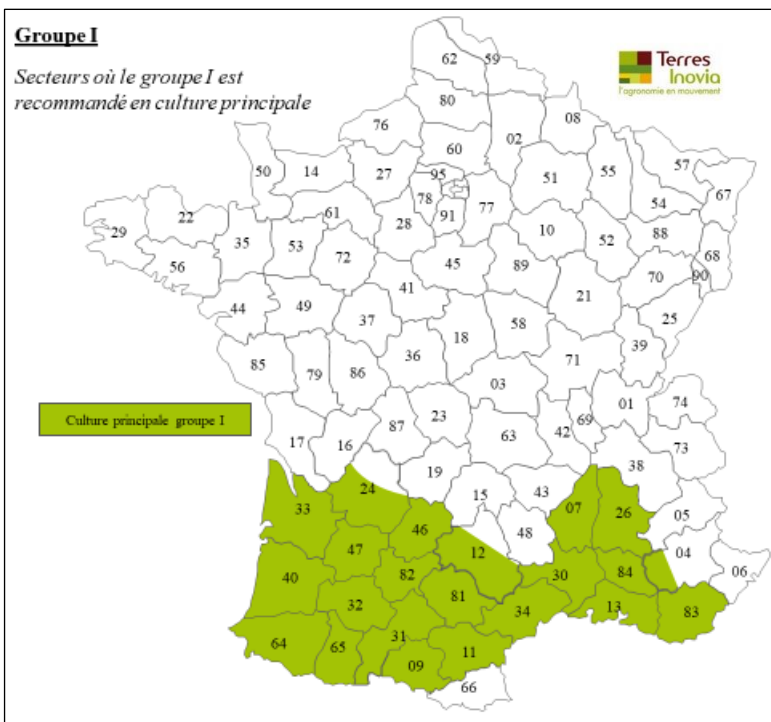 Groupe I
Secteurs où le groupe I est
recommandé en culture principale
Terres
Inovia
l'agronomie en mouvement
62 59
80
76 02 08
60
50 14 27 95 51 55 57
78 54 67
61 77
22 28 91
29 10 88
35 53 52 68
72
56 45 89 70 90
41
44 49 21 25
37 18 58
39
85 36 71
79 86
03
01 74
23 69
87
Culture principale groupe I
17 16 63 42
73
19 38
24 15 43
33 07 26 05
46 48
47 12 04
40 82 30 84 06
32 81
34 13 83
31
64 65 11
09
66